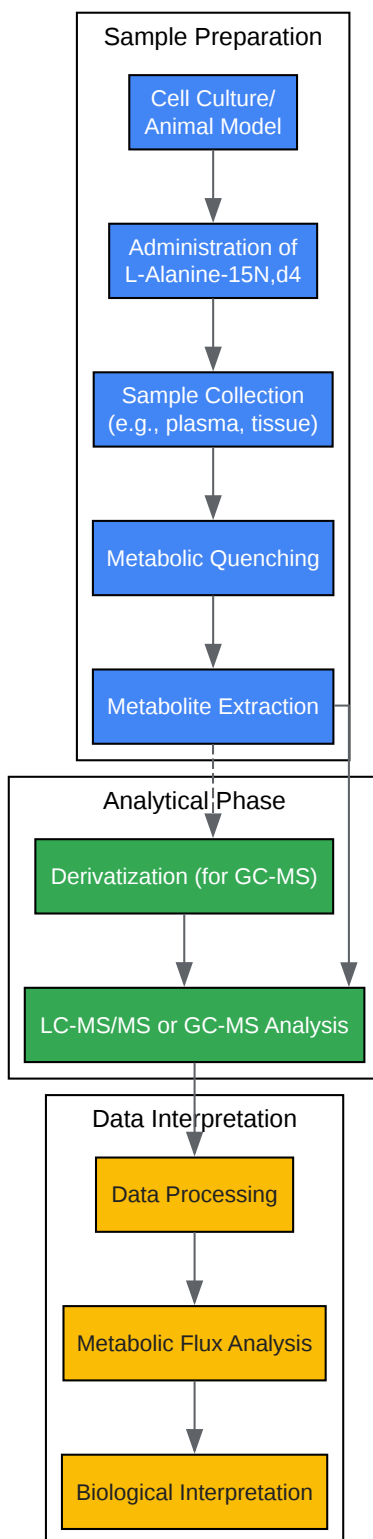 Sample Preparation
Cell Culture/
Animal Model
Administration of
L-Alanine-15N,d4
Sample Collection
(e.g., plasma, tissue)
Metabolic Quenching
Metabolite Extraction
Analytical Phase
Derivatization (for GC-MS)
LC-MS/MS or GC-MS Analysis
Data Interpretation
Data Processing
Metabolic Flux Analysis
Biological Interpretation